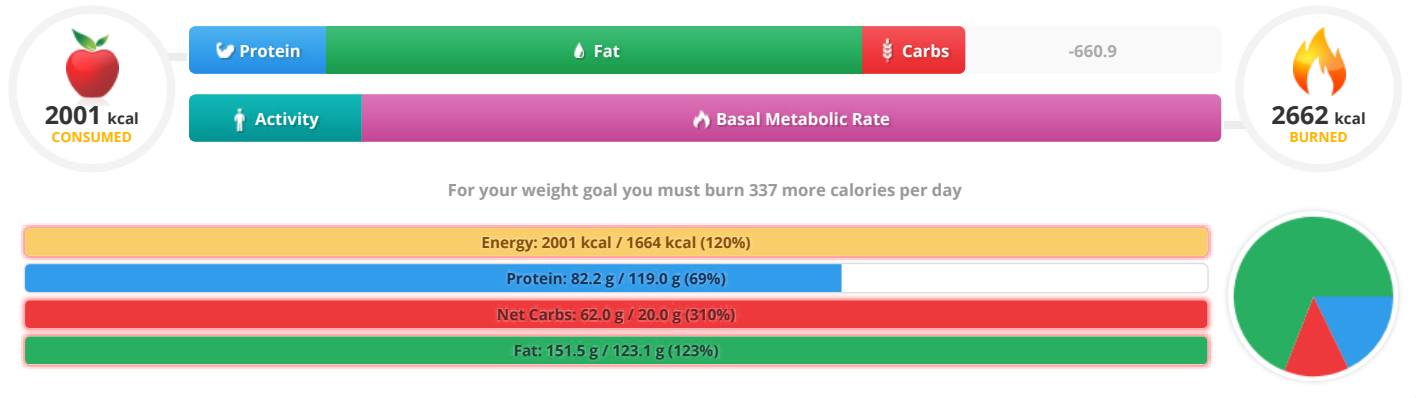 2001 kcal
CONSUMED
Protein
Fat
Carbs
-660.9
Activity
Basal Metabolic Rate
2662 kcal
BURNED
For your weight goal you must burn 337 more calories per day
Energy: 2001 kcal / 1664 kcal (120%)
Protein: 82.2 g / 119.0 g (69%)
Net Carbs: 62.0 g / 20.0 g (310%)
Fat: 151.5 g / 123.1 g (123%)